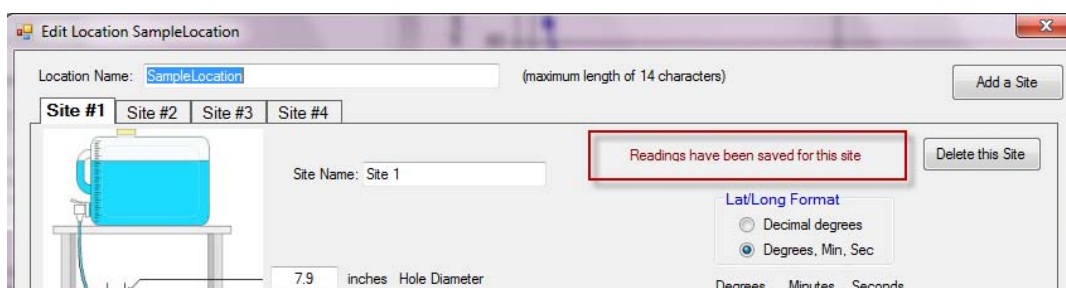 Edit Location SampleLocation
Location Name: SampleLocation (maximum length of 14 characters) Add a Site
Site #1 Site #2 Site #3 Site #4
Readings have been saved for this site Delete this Site
Site Name: Site 1
Lat/Long Format
Decimal degrees
Degrees, Min, Sec
7.9 inches Hole Diameter
Degrees Minutes Seconds